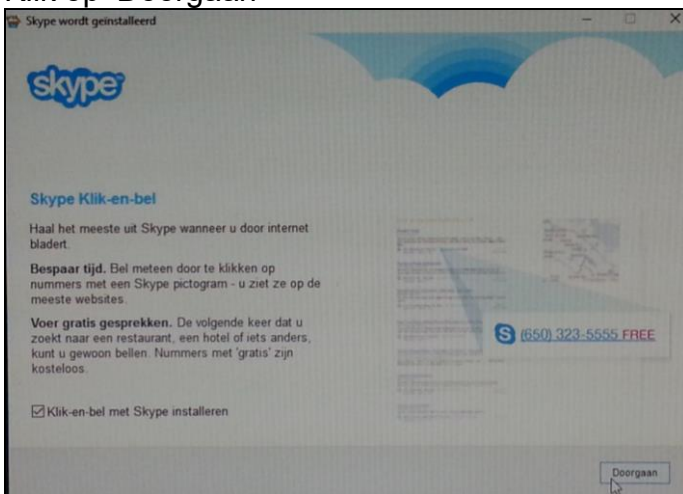 Klik op "Doorgaan"
Skype wordt geïnstalleerd
skype
Skype Klik-en-bel
Haal het meeste uit Skype wanneer u door internet
bladert.
Bespaar tijd. Bel meteen door te klikken op
nummers met een Skype pictogram - u ziet ze op de
meeste websites.
Voer gratis gesprekken. De volgende keer dat u
zoekt naar een restaurant, een hotel of iets anders,
kunt u gewoon bellen. Nummers met 'gratis' zijn
kosteloos.
(650) 323-5555 FREE
Klik-en-bel met Skype installeren
Doorgaan